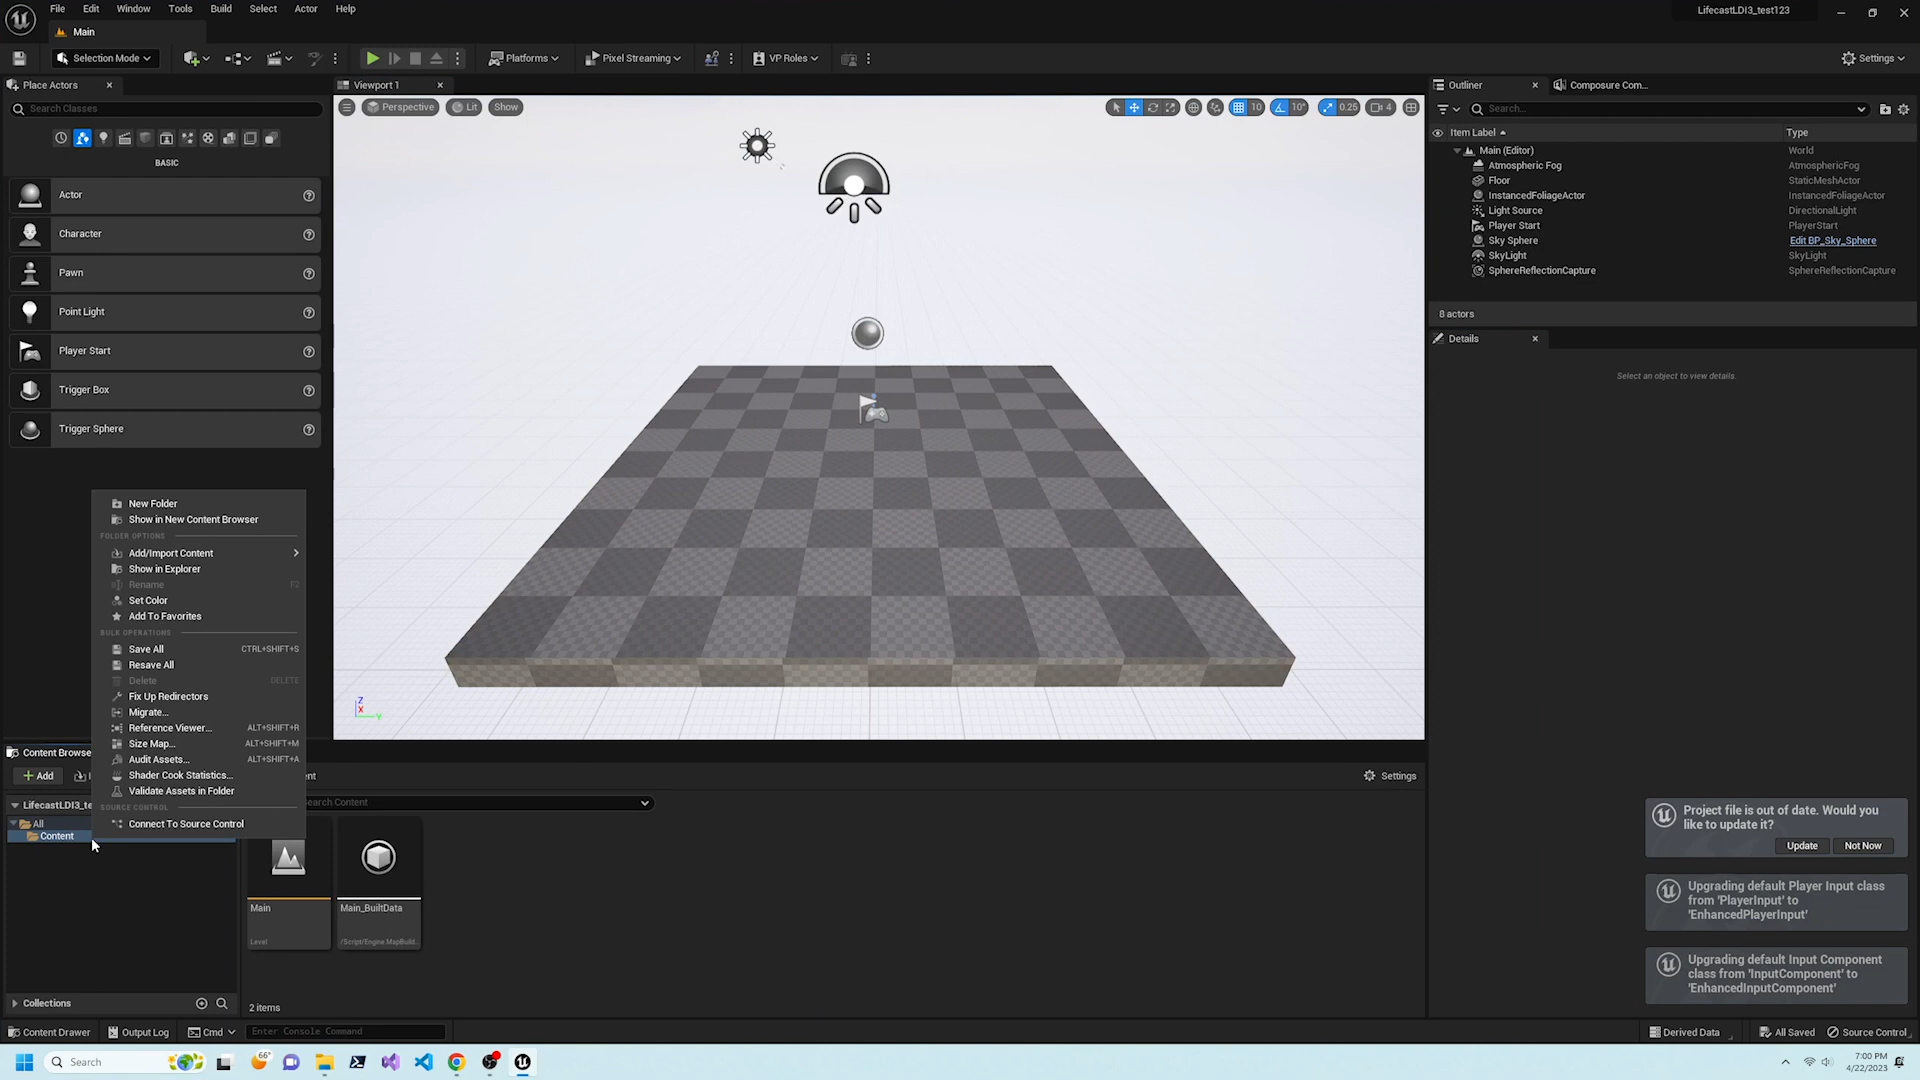 File Edit Window Tools Build Select Actor Help
LifecastLDI3_test123
Main
Selection Mode
Platforms
Pixel Streaming
VP Roles
Settings
Place Actors
Search Classes
BASIC
Actor
Character
Pawn
Point Light
Player Start
Trigger Box
Trigger Sphere
Viewport 1
Perspective Lit Show
10 10° 0.25 4
Z
X
Y
Outliner
Composure Com...
Search...
Item Label Type
Main (Editor) World
Atmospheric Fog AtmosphericFog
Floor StaticMeshActor
InstancedFoliageActor InstancedFoliageActor
Light Source DirectionalLight
Player Start PlayerStart
Sky Sphere Edit BP_Sky_Sphere
SkyLight SkyLight
SphereReflectionCapture SphereReflectionCapture
8 actors
Details
Select an object to view details.
New Folder
Show in New Content Browser
FOLDER OPTIONS
Add/Import Content
Show in Explorer
Rename F2
Set Color
Add To Favorites
BULK OPERATIONS
Save All CTRL+SHIFT+S
Resave All
Delete DELETE
Fix Up Redirectors
Migrate...
Reference Viewer... ALT+SHIFT+R
Size Map... ALT+SHIFT+M
Audit Assets... ALT+SHIFT+A
Shader Cook Statistics...
Validate Assets in Folder
SOURCE CONTROL
Connect To Source Control
Content Browse
Add
Settings
LifecastLDI3_te
All
Content
Search Content
Main
Level
Main_BuiltData
/Script/Engine.MapBuild...
2 items
Collections
Project file is out of date. Would you
like to update it?
Update Not Now
Upgrading default Player Input class
from 'PlayerInput' to
'EnhancedPlayerInput'
Upgrading default Input Component
class from 'InputComponent' to
'EnhancedInputComponent'
Content Drawer Output Log Cmd Enter Console Command
Derived Data All Saved Source Control
Search
66°
7:00 PM
4/22/2023